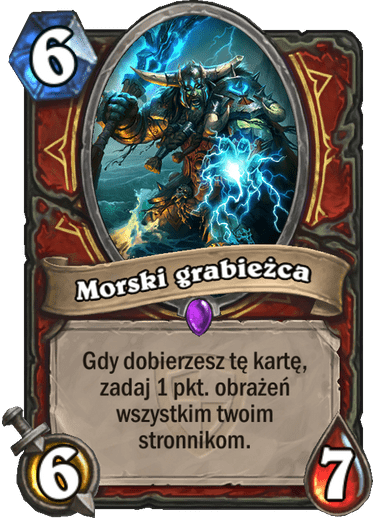 6
Morski grabieżca
Gdy dobierzesz tę kartę,
zadaj 1 pkt. obrażeń
wszystkim twoim
stronnikom.
6
7